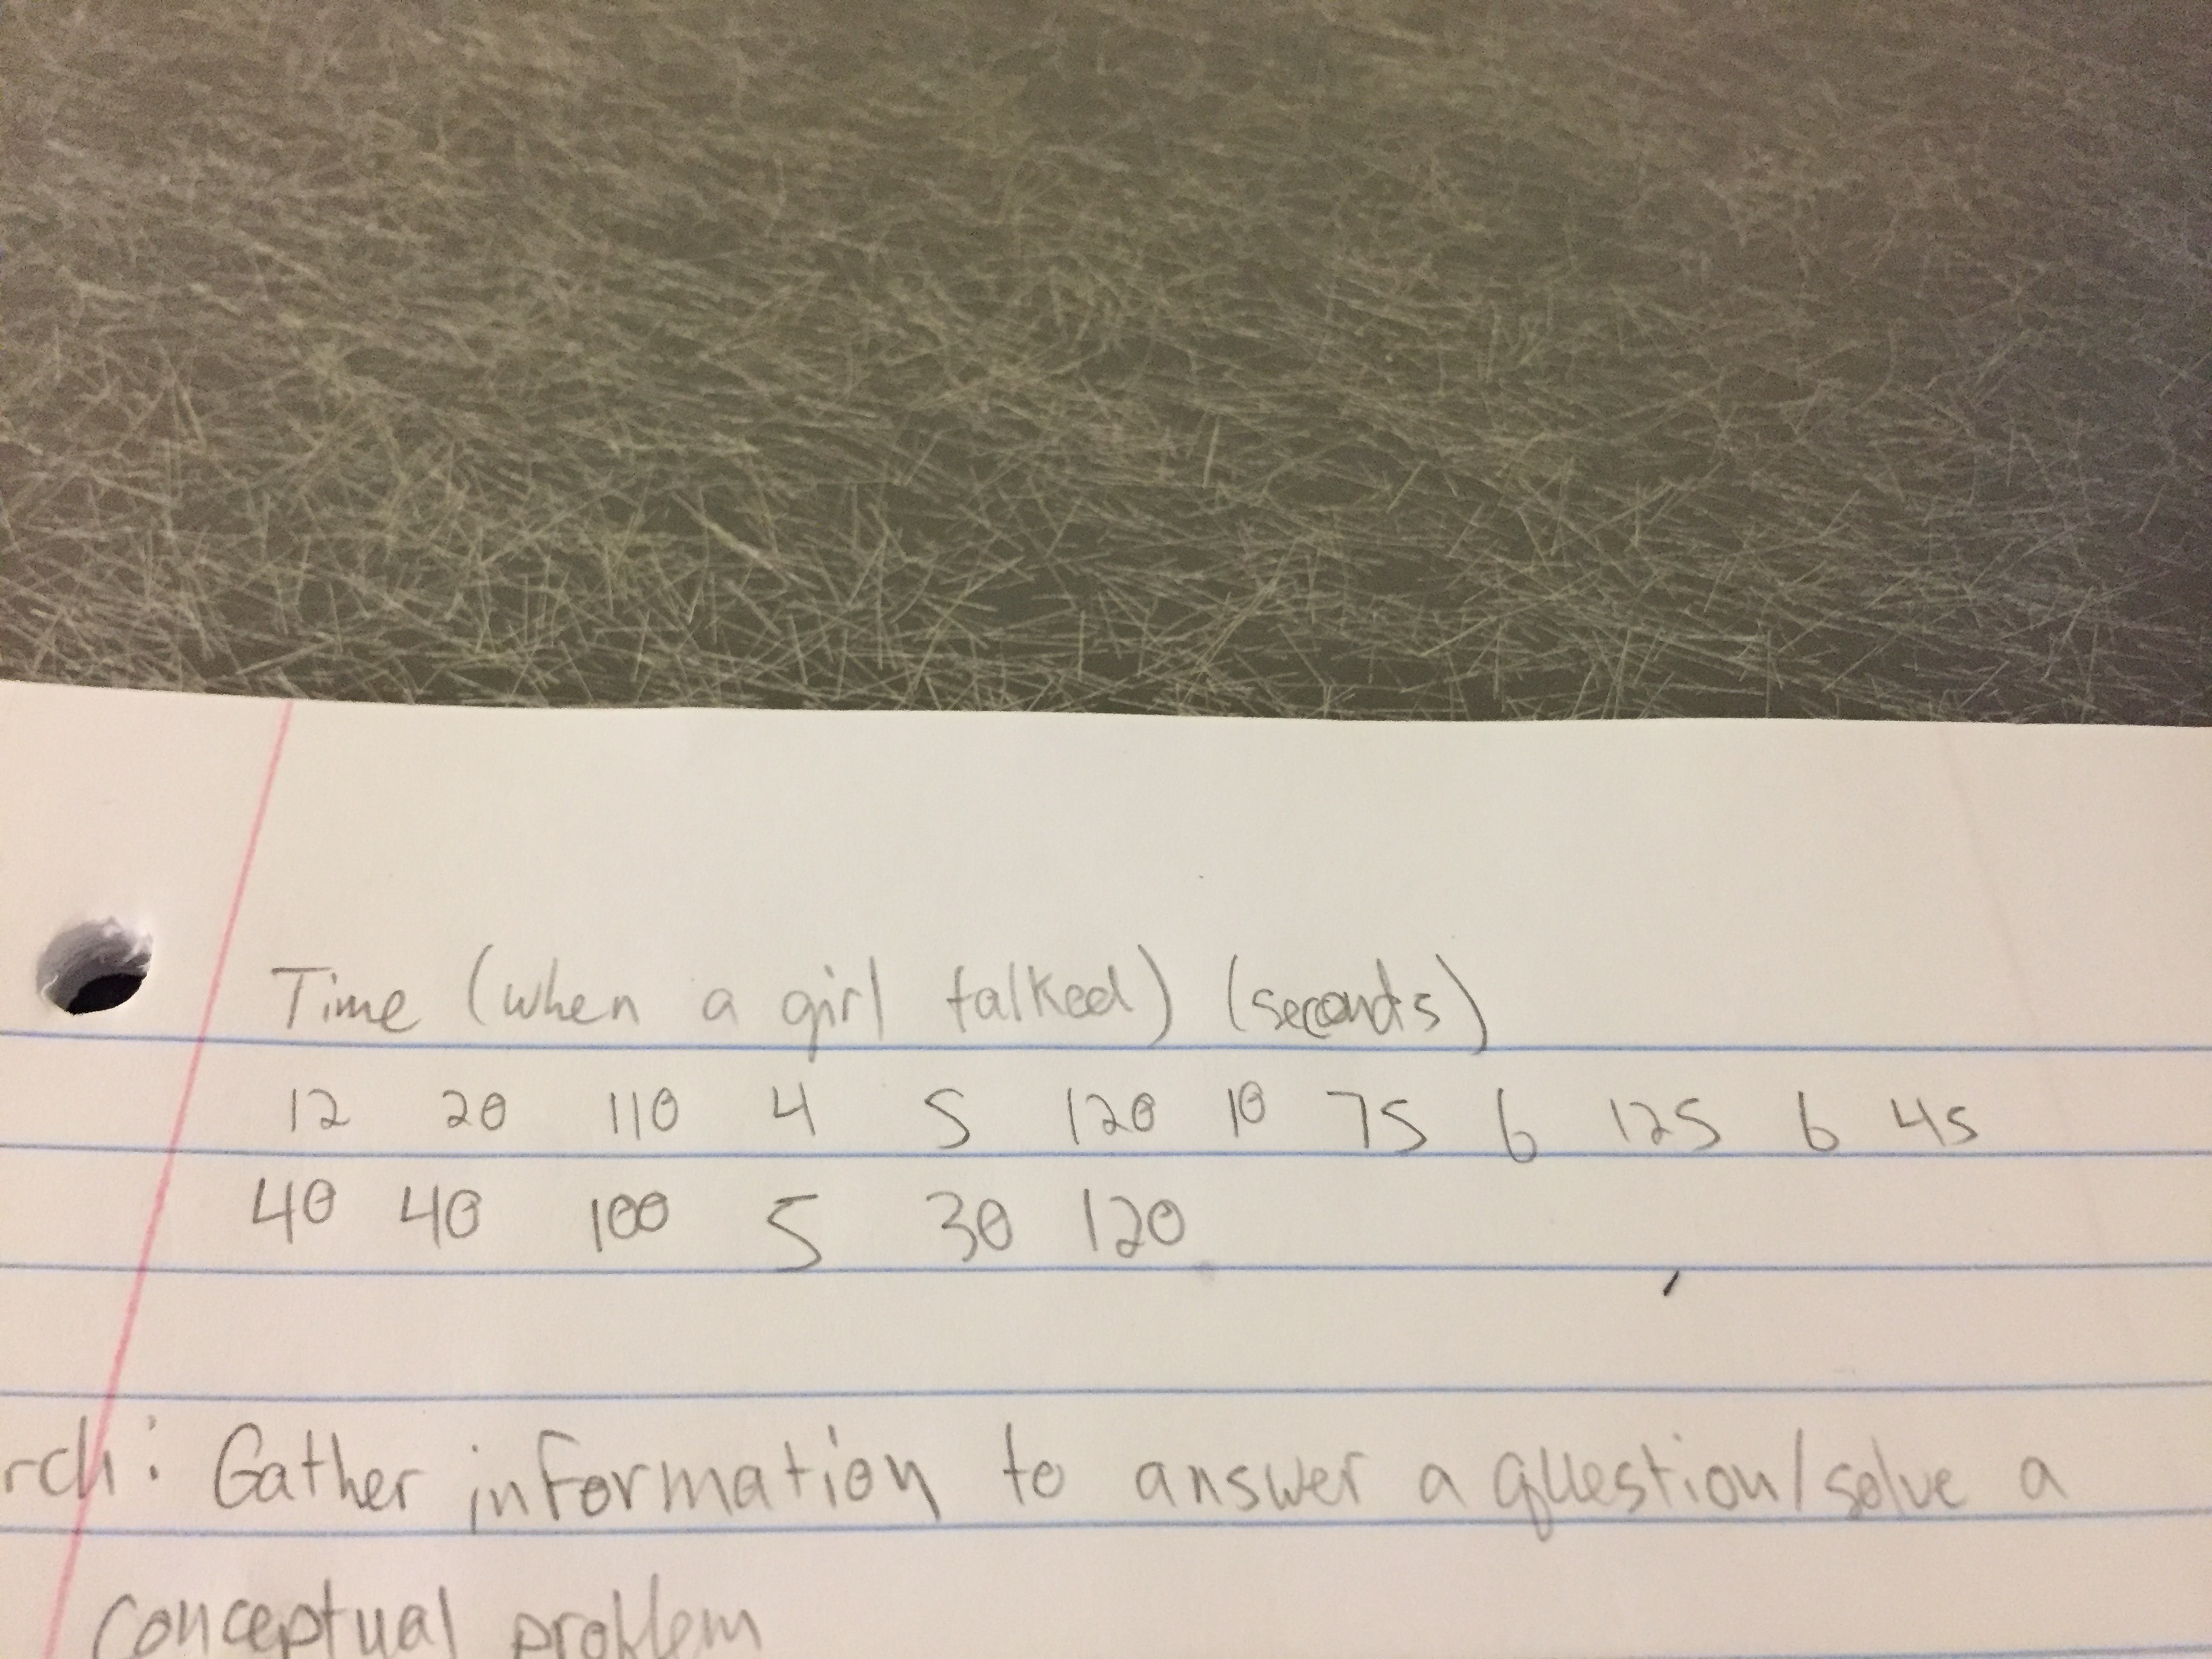 Time (when a girl talked) (seconds)
12 20 110 4 5 120 10 75 6 125 6 45
40 40 100 5 30 120
rch: Gather information to answer a question/solve a
conceptual problem